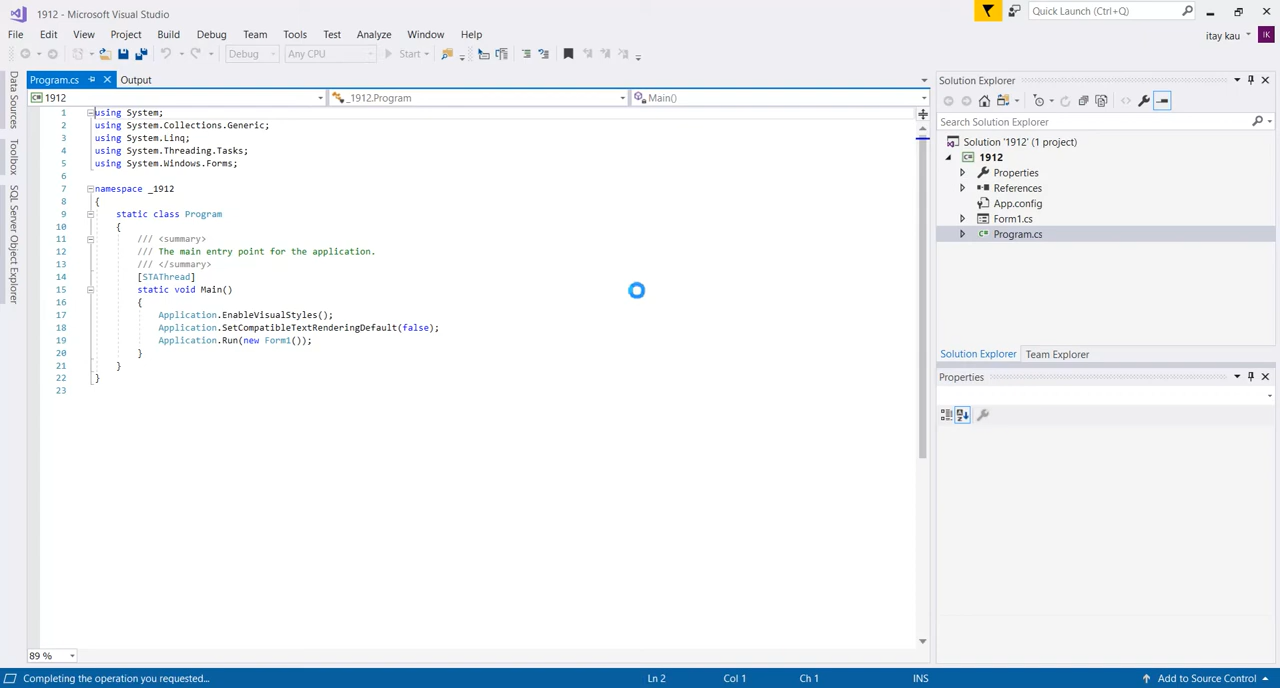 1912 - Microsoft Visual Studio
Quick Launch (Ctrl+Q)
File Edit View Project Build Debug Team Tools Test Analyze Window Help
itay kau IK
Debug Any CPU Start
Data Sources
Toolbox
SQL Server Object Explorer
Program.cs Output
1912 _1912.Program Main()
1 using System;
2 using System.Collections.Generic;
3 using System.Linq;
4 using System.Threading.Tasks;
5 using System.Windows.Forms;
6
7 namespace _1912
8 {
9 static class Program
10 {
11 /// <summary>
12 /// The main entry point for the application.
13 /// </summary>
14 [STAThread]
15 static void Main()
16 {
17 Application.EnableVisualStyles();
18 Application.SetCompatibleTextRenderingDefault(false);
19 Application.Run(new Form1());
20 }
21 }
22 }
23
89 %
Solution Explorer
Search Solution Explorer
Solution '1912' (1 project)
1912
Properties
References
App.config
Form1.cs
Program.cs
Solution Explorer Team Explorer
Properties
Completing the operation you requested... Ln 2 Col 1 Ch 1 INS Add to Source Control